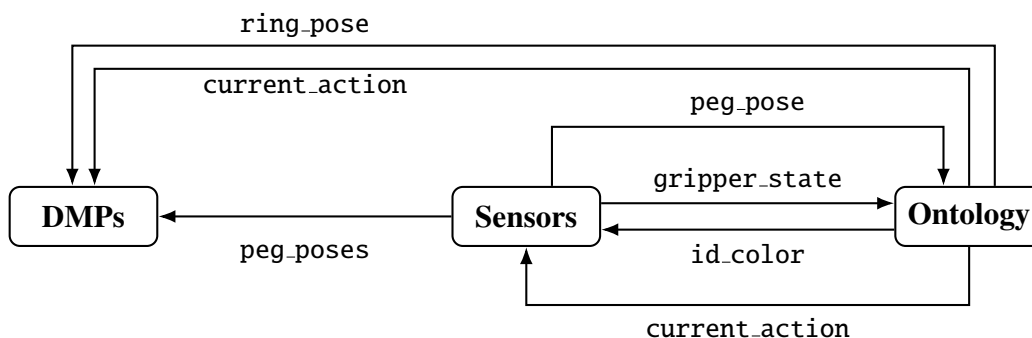 ring_pose
current_action
peg_pose
gripper_state
DMPs
Sensors
Ontology
peg_poses
id_color
current_action